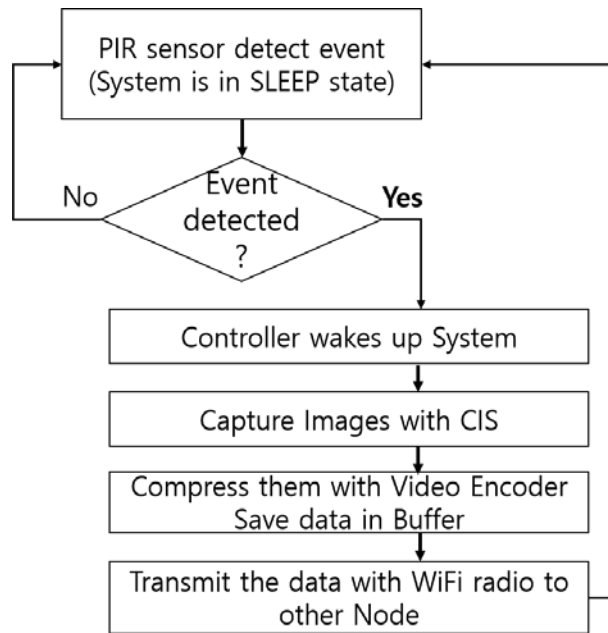 PIR sensor detect event
(System is in SLEEP state)
No
Event
detected
?
Yes
Controller wakes up System
Capture Images with CIS
Compress them with Video Encoder
Save data in Buffer
Transmit the data with WiFi radio to
other Node